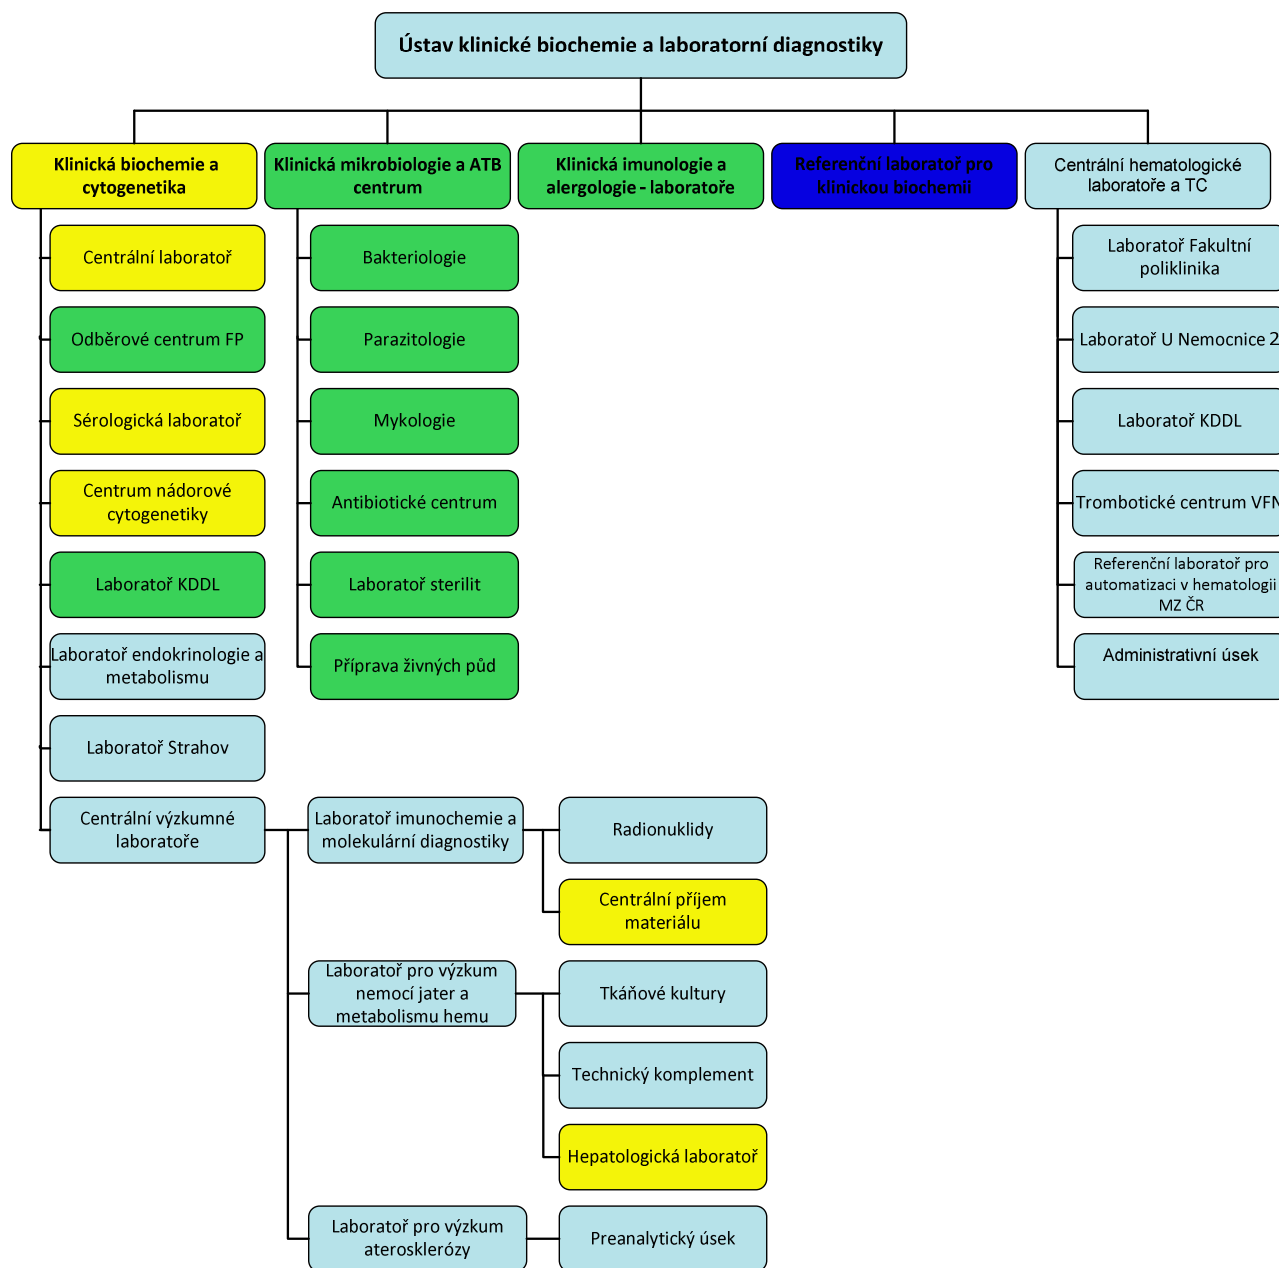 Ústav klinické biochemie a laboratorní diagnostiky
Klinická biochemie a
cytogenetika
Klinická mikrobiologie a ATB
centrum
Klinická imunologie a
alergologie - laboratoře
Referenční laboratoř pro
klinickou biochemii
Centrální hematologické
laboratoře a TC
Centrální laboratoř
Odběrové centrum FP
Sérologická laboratoř
Centrum nádorové
cytogenetiky
Laboratoř KDDL
Laboratoř endokrinologie a
metabolismu
Laboratoř Strahov
Centrální výzkumné
laboratoře
Bakteriologie
Parazitologie
Mykologie
Antibiotické centrum
Laboratoř sterilit
Příprava živných půd
Laboratoř Fakultní
poliklinika
Laboratoř U Nemocnice 2
Laboratoř KDDL
Trombotické centrum VFN
Referenční laboratoř pro
automatizaci v hematologii
MZ ČR
Administrativní úsek
Laboratoř imunochemie a
molekulární diagnostiky
Radionuklidy
Centrální příjem
materiálu
Laboratoř pro výzkum
nemocí jater a
metabolismu hemu
Tkáňové kultury
Technický komplement
Hepatologická laboratoř
Laboratoř pro výzkum
aterosklerózy
Preanalytický úsek